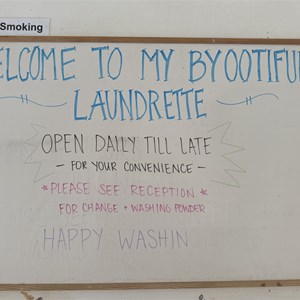 Smoking
ELCOME TO MY BYOOTIFU
~ LAUNDRETTE ~
OPEN DAILY TILL LATE
- FOR YOUR CONVENIENCE -
* PLEASE SEE RECEPTION *
FOR CHANGE + WASHING POWDER
HAPPY WASHIN